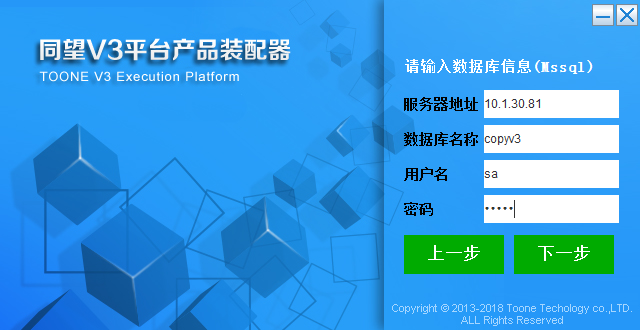 同望V3平台产品装配器
TOONE V3 Execution Platform
请输入数据库信息(Mssql)
服务器地址 10.1.30.81
数据库名称 copyv3
用户名 sa
密码 •••••
上一步 下一步
Copyright © 2013-2018 Toone Techology co.,LTD.
ALL Rights Reserved